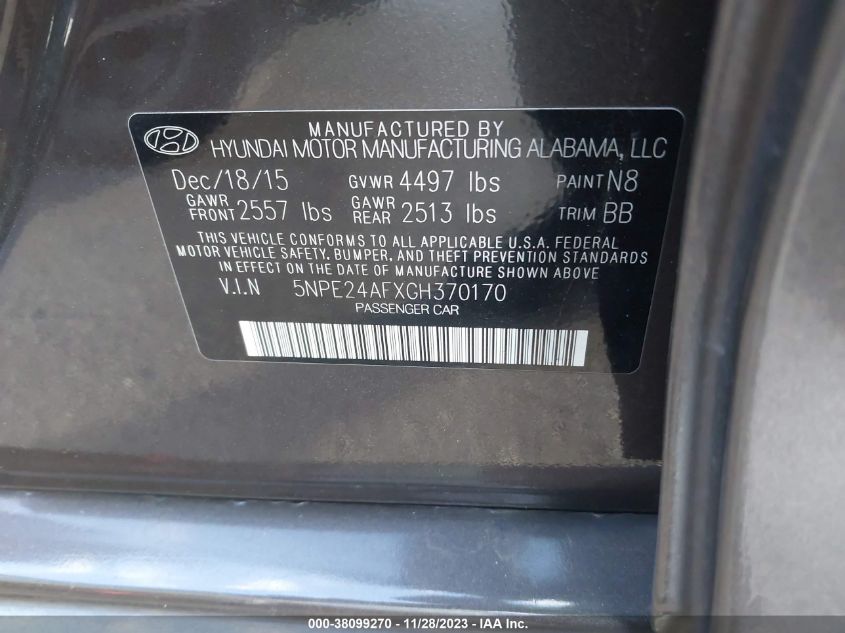 MANUFACTURED BY
HYUNDAI MOTOR MANUFACTURING ALABAMA, LLC
Dec/18/15 GVWR 4497 lbs PAINT N8
GAWR FRONT 2557 lbs GAWR REAR 2513 lbs TRIM BB
THIS VEHICLE CONFORMS TO ALL APPLICABLE U.S.A. FEDERAL
MOTOR VEHICLE SAFETY, BUMPER, AND THEFT PREVENTION STANDARDS
IN EFFECT ON THE DATE OF MANUFACTURE SHOWN ABOVE
V.I.N 5NPE24AFXGH370170
PASSENGER CAR
000-38099270 - 11/28/2023 - IAA Inc.